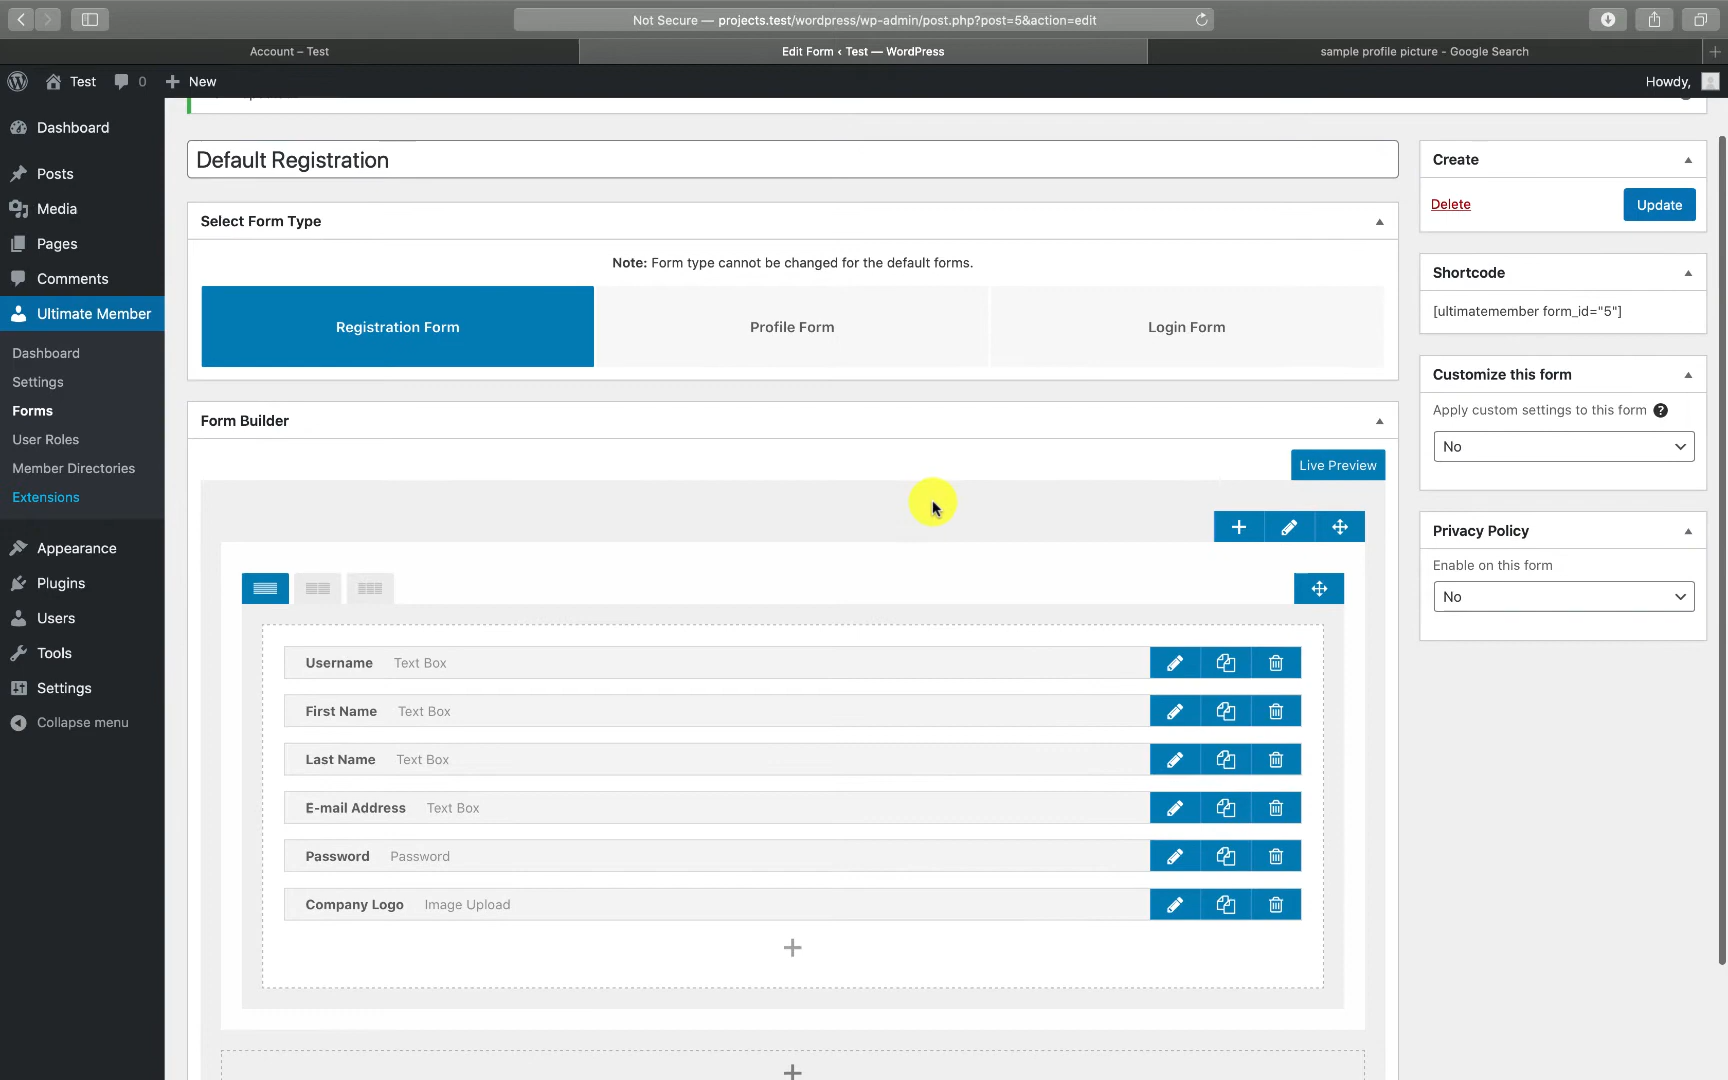 Not Secure — projects.test/wordpress/wp-admin/post.php?post=5&action=edit
Account – Test
Edit Form ‹ Test — WordPress
sample profile picture - Google Search
Test
0
New
Howdy,
Dashboard
Posts
Media
Pages
Comments
Ultimate Member
Dashboard
Settings
Forms
User Roles
Member Directories
Extensions
Appearance
Plugins
Users
Tools
Settings
Collapse menu
Default Registration
Select Form Type
Note: Form type cannot be changed for the default forms.
Registration Form
Profile Form
Login Form
Form Builder
Live Preview
Username Text Box
First Name Text Box
Last Name Text Box
E-mail Address Text Box
Password Password
Company Logo Image Upload
Create
Delete
Update
Shortcode
[ultimatemember form_id="5"]
Customize this form
Apply custom settings to this form ?
No
Privacy Policy
Enable on this form
No